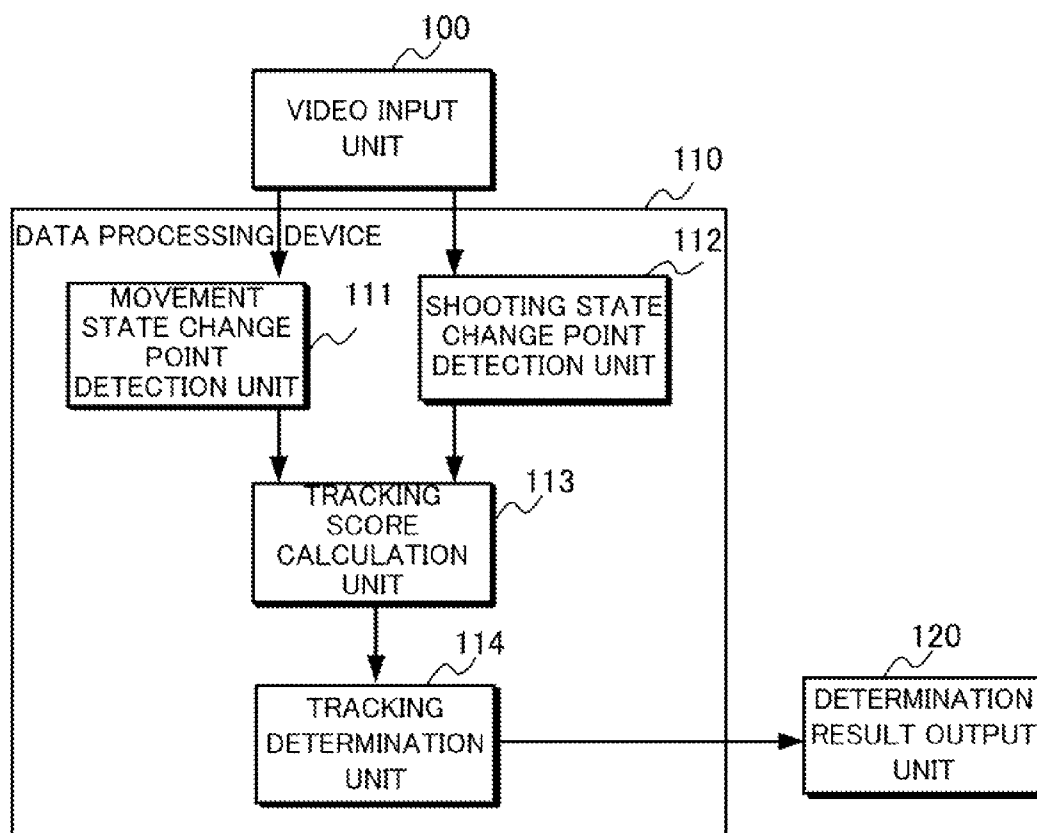 100
VIDEO INPUT
UNIT
110
DATA PROCESSING DEVICE
112
MOVEMENT
STATE CHANGE
POINT
DETECTION UNIT
111
SHOOTING STATE
CHANGE POINT
DETECTION UNIT
113
TRACKING
SCORE
CALCULATION
UNIT
114
TRACKING
DETERMINATION
UNIT
120
DETERMINATION
RESULT OUTPUT
UNIT